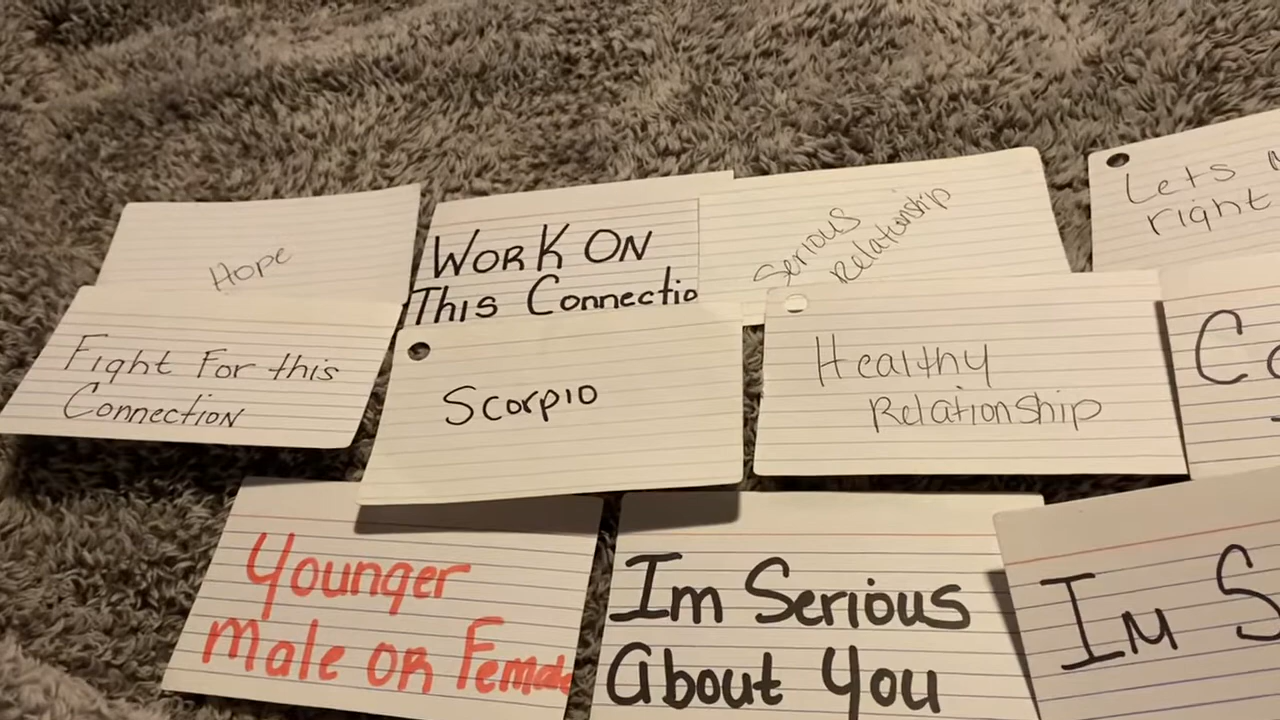 Hope
WORK ON
This Connectio
Serious
Relationship
Lets
right
Fight For this
Connection
Scorpio
Healthy
Relationship
Younger
Male or Female
Im Serious
About You
Im